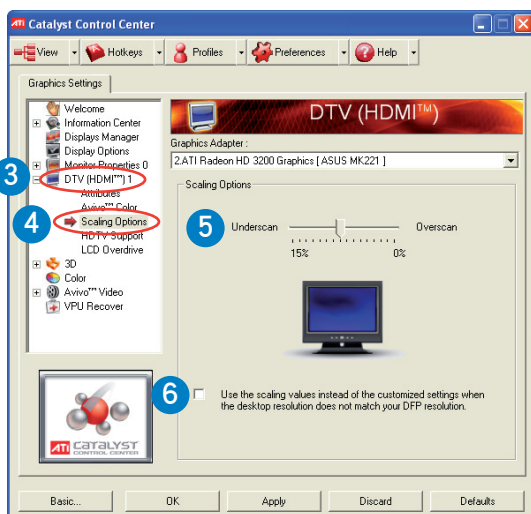 ATI Catalyst Control Center
View Hotkeys Profiles Preferences Help
Graphics Settings
Welcome
Information Center
Displays Manager
Display Options
Monitor Properties 0
3 DTV (HDMI™) 1
Attributes
Avivo™ Color
4 Scaling Options
HDTV Support
LCD Overdrive
3D
Color
Avivo™ Video
VPU Recover
DTV (HDMI™)
Graphics Adapter:
2.ATI Radeon HD 3200 Graphics [ ASUS MK221 ]
Scaling Options
5 Underscan Overscan
15% 0%
6 Use the scaling values instead of the customized settings when
the desktop resolution does not match your DFP resolution.
ATI CATALYST
CONTROL CENTER
Basic... OK Apply Discard Defaults